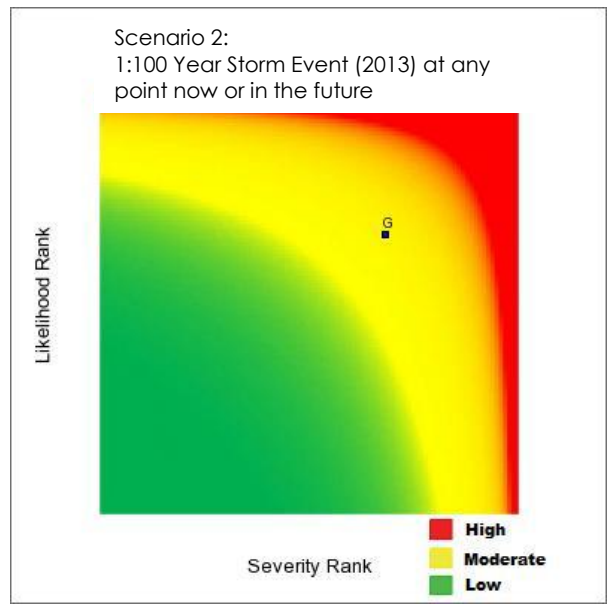 Scenario 2:
1:100 Year Storm Event (2013) at any
point now or in the future
G
Likelihood Rank
Severity Rank
High
Moderate
Low